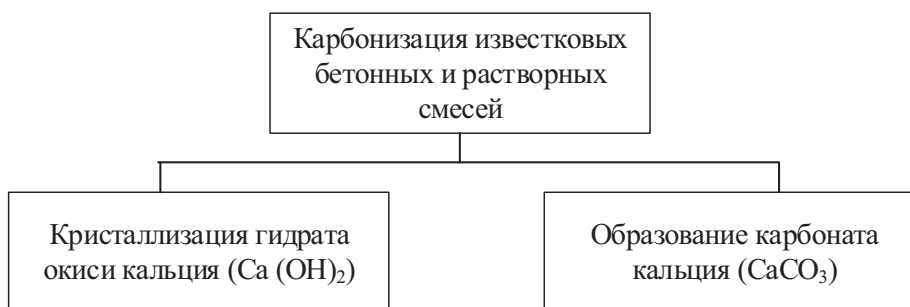 Карбонизация известковых
бетонных и растворных
смесей
Кристаллизация гидрата
окиси кальция (Ca (OH)₂)
Образование карбоната
кальция (CaCO₃)